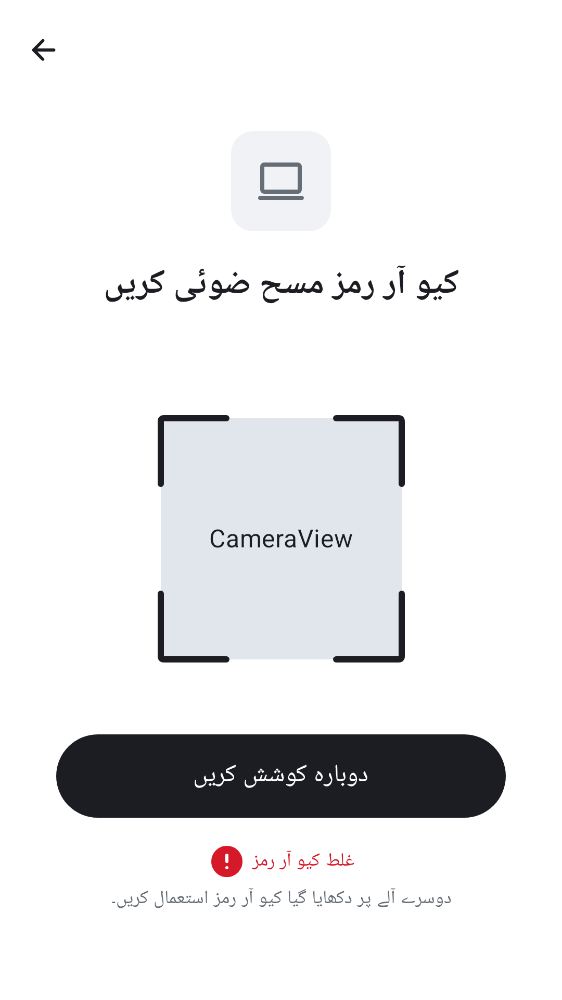 کیو آر رمز مسح ضوئی کریں
CameraView
دوبارہ کوشش کریں
غلط کیو آر رمز
دوسرے آلے پر دکھایا گیا کیو آر رمز استعمال کریں۔